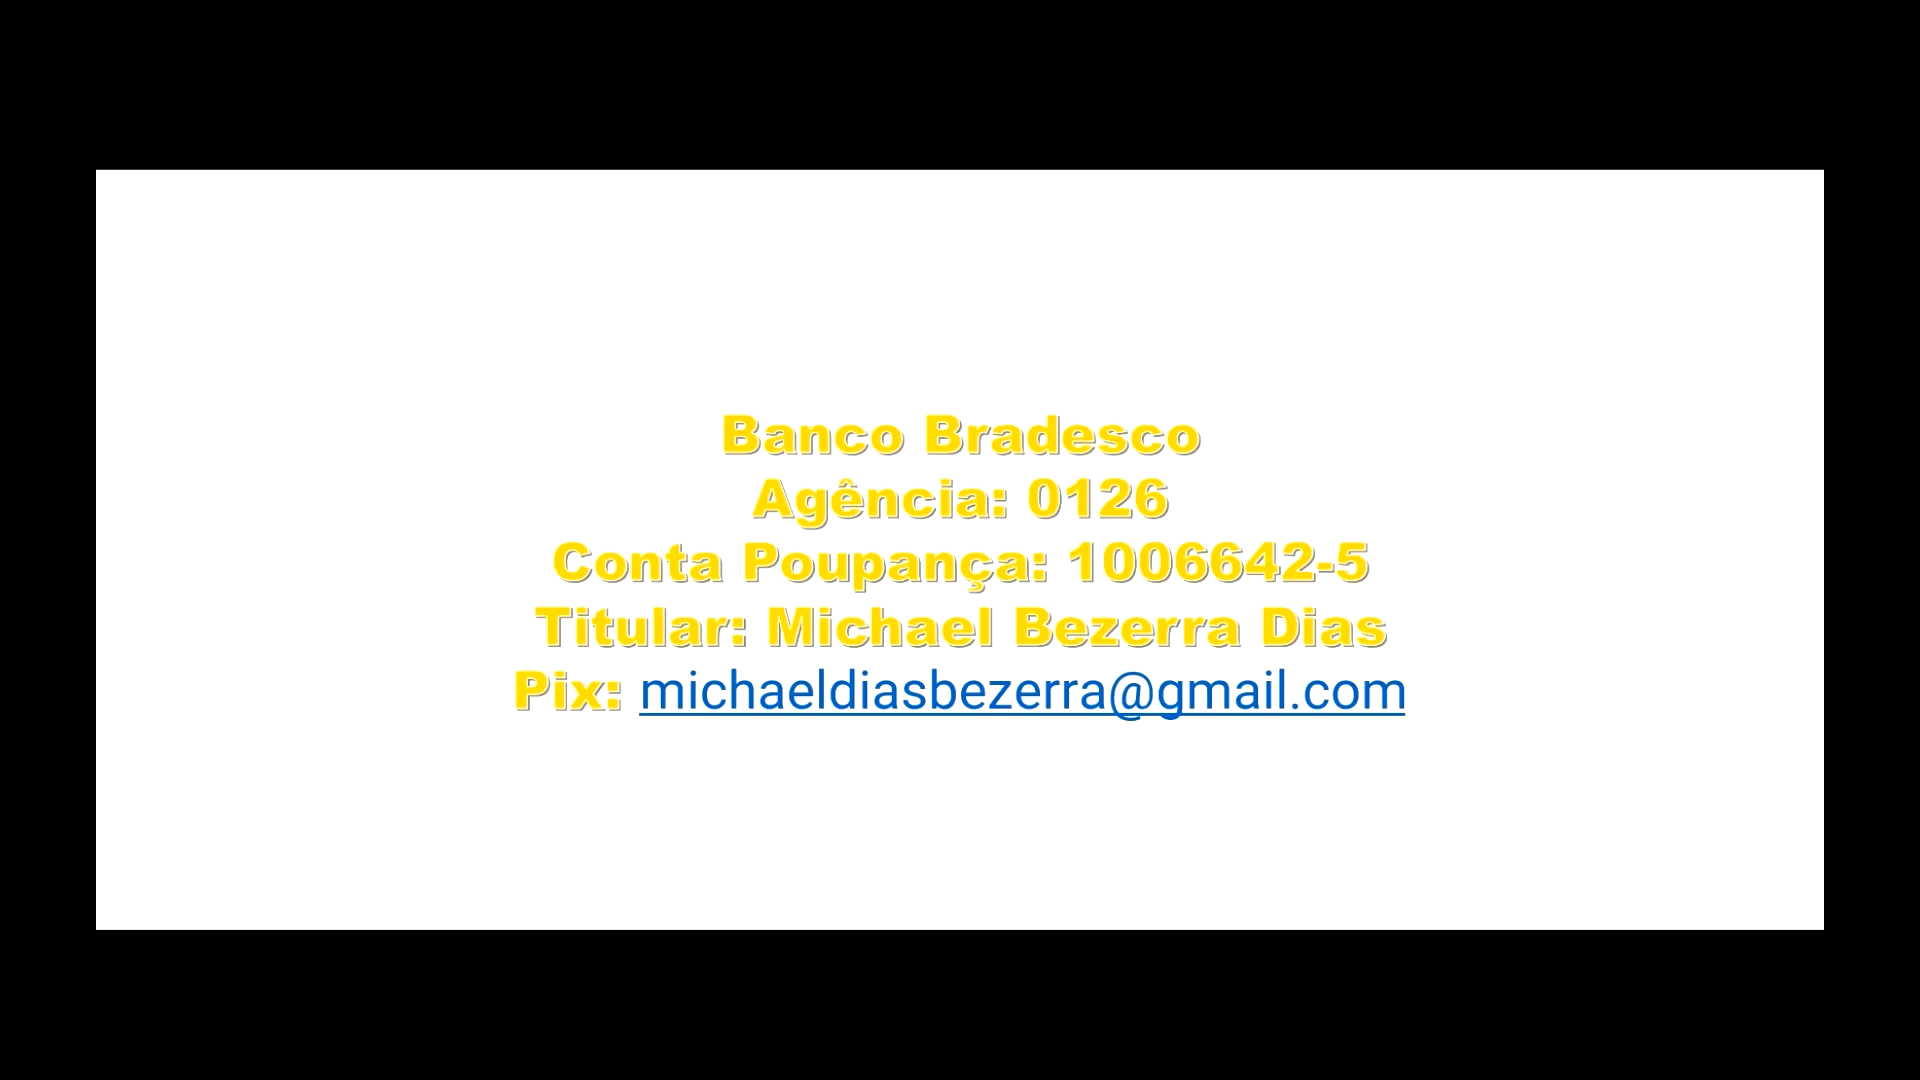 Banco Bradesco
Agência: 0126
Conta Poupança: 1006642-5
Titular: Michael Bezerra Dias
Pix: michaeldiasbezerra@gmail.com